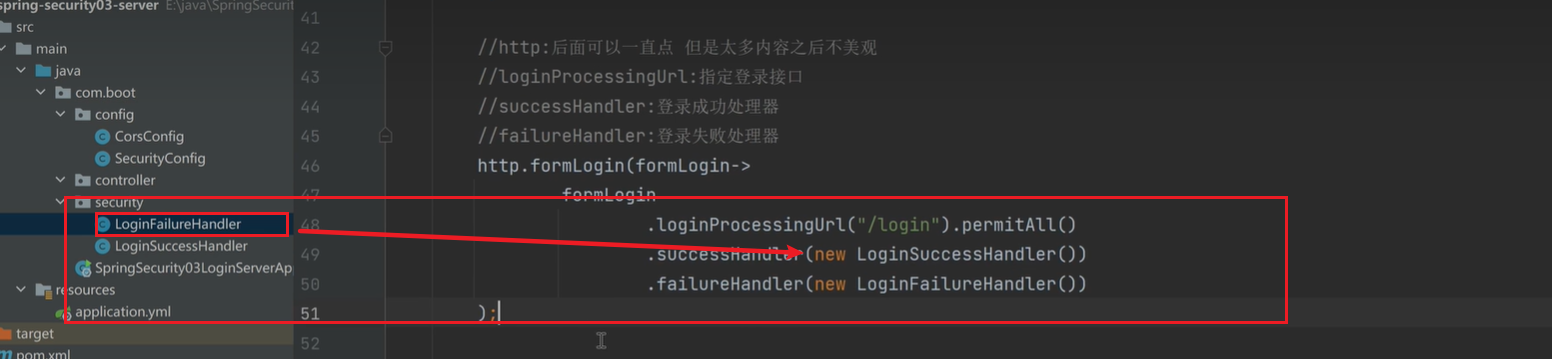 spring-security03-server E:\java\SpringSecurit
src
main
java
com.boot
config
CorsConfig
SecurityConfig
controller
security
LoginFailureHandler
LoginSuccessHandler
SpringSecurity03LoginServerAp
resources
application.yml
target
pom.xml
41
42 //http:后面可以一直点 但是太多内容之后不美观
43 //loginProcessingUrl:指定登录接口
44 //successHandler:登录成功处理器
45 //failureHandler:登录失败处理器
46 http.formLogin(formLogin->
47 formLogin
48 .loginProcessingUrl("/login").permitAll()
49 .successHandler(new LoginSuccessHandler())
50 .failureHandler(new LoginFailureHandler())
51 );
52